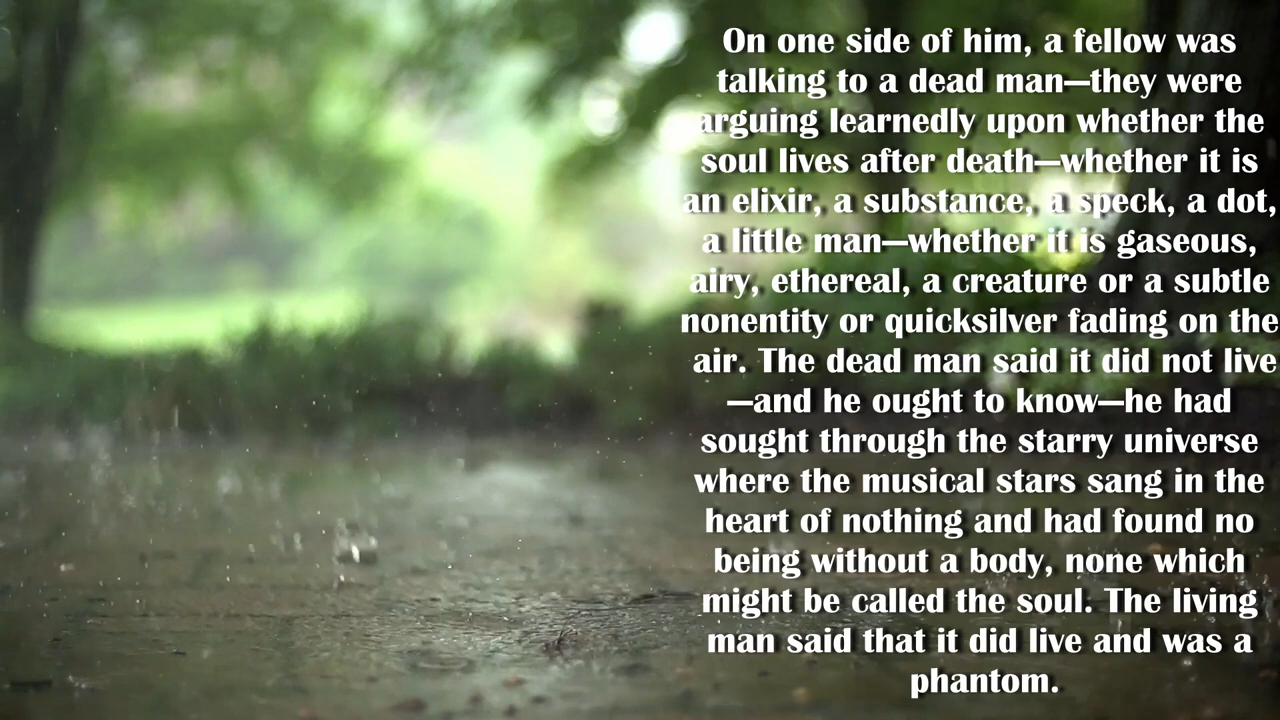 On one side of him, a fellow was
talking to a dead man—they were
arguing learnedly upon whether the
soul lives after death—whether it is
an elixir, a substance, a speck, a dot,
a little man—whether it is gaseous,
airy, ethereal, a creature or a subtle
nonentity or quicksilver fading on the
air. The dead man said it did not live
—and he ought to know—he had
sought through the starry universe
where the musical stars sang in the
heart of nothing and had found no
being without a body, none which
might be called the soul. The living
man said that it did live and was a
phantom.